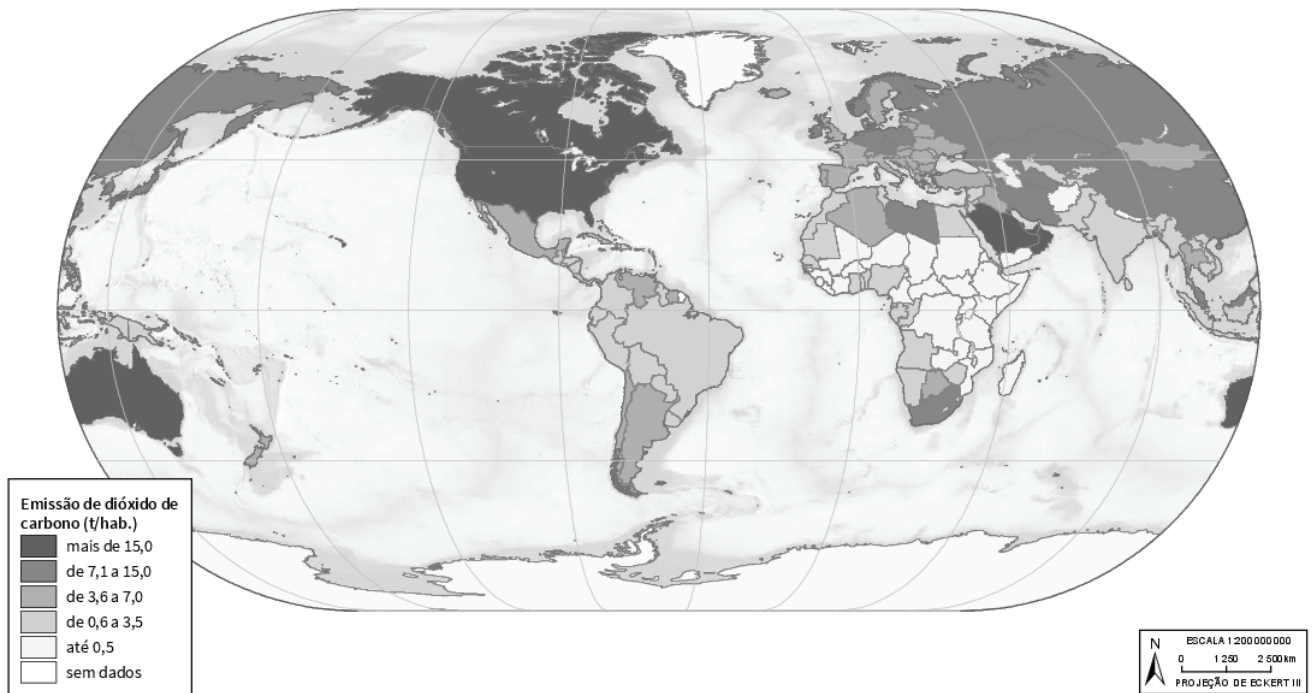 Emissão de dióxido de
carbono (t/hab.)
mais de 15,0
de 7,1 a 15,0
de 3,6 a 7,0
de 0,6 a 3,5
até 0,5
sem dados
N
ESCALA 1:200 000 000
0 1 250 2 500 km
PROJEÇÃO DE ECKERT III